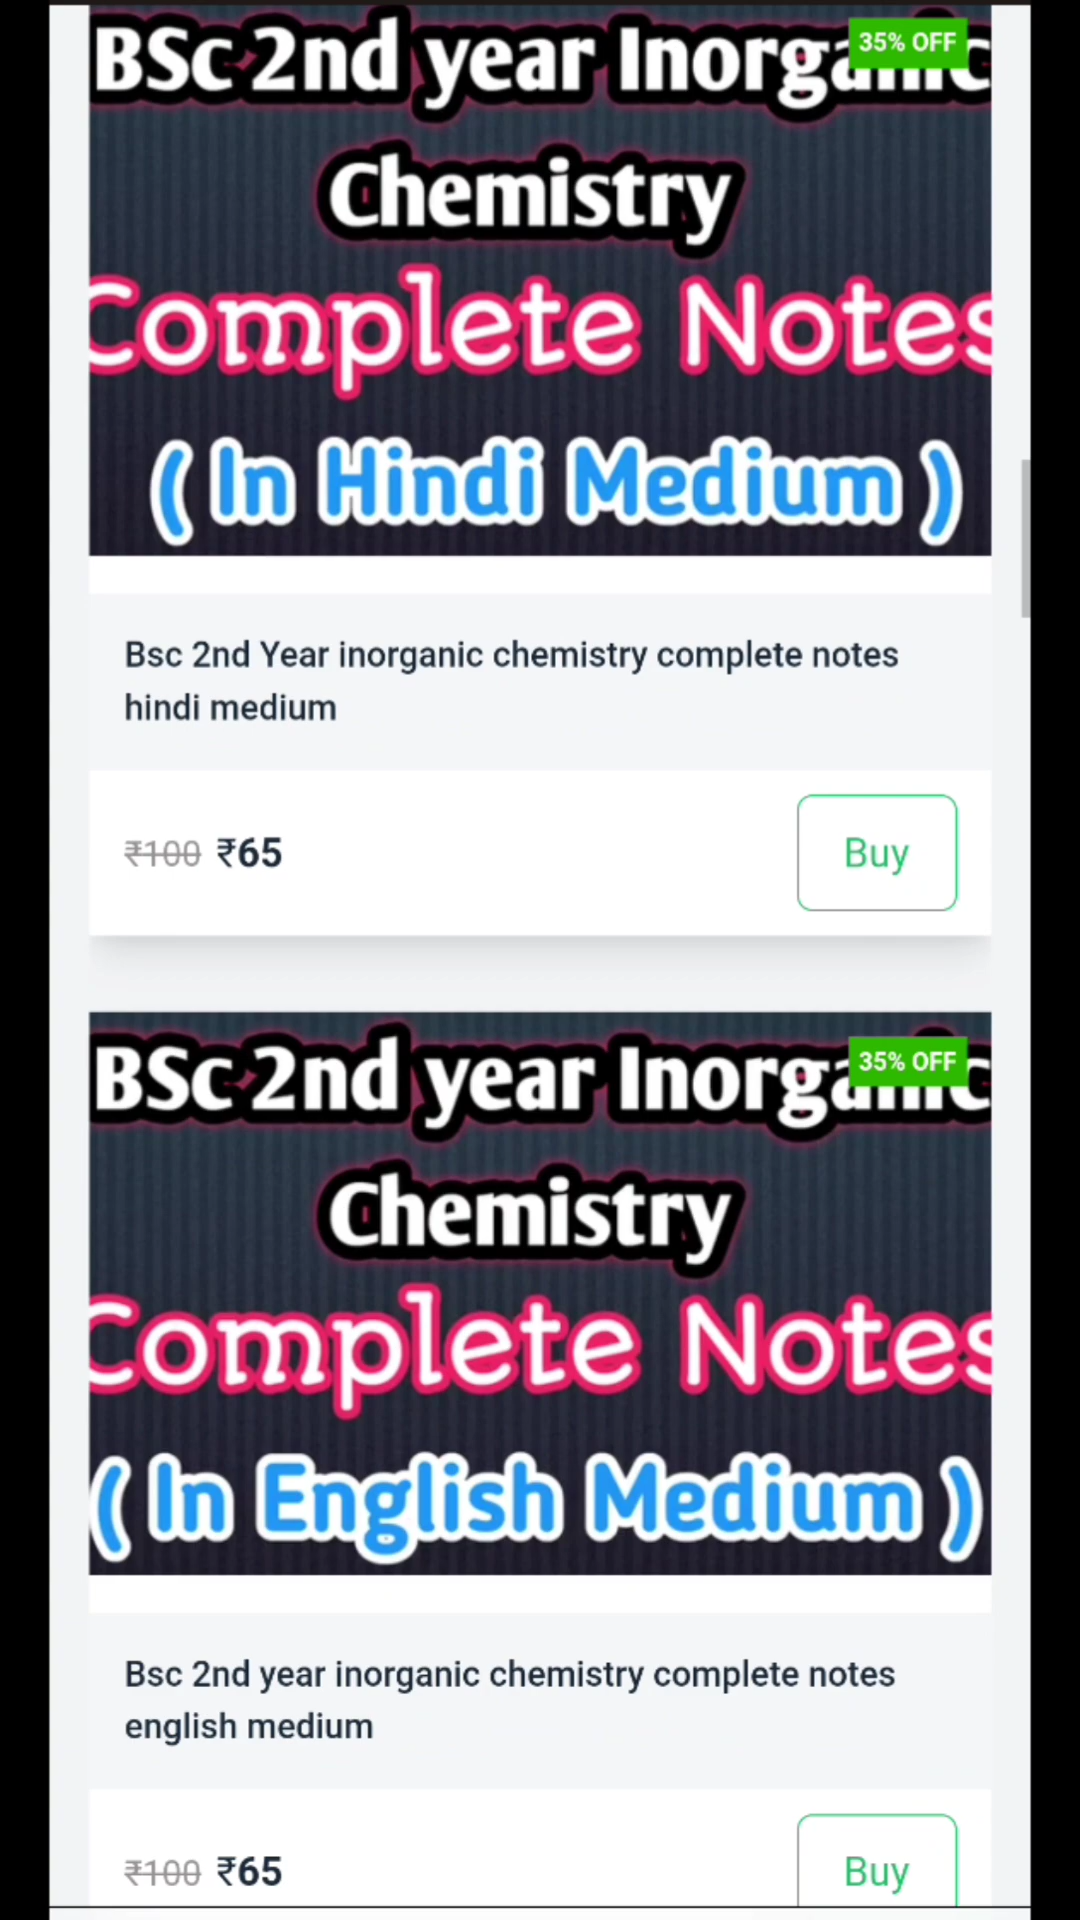 BSc 2nd year Inorganic
35% OFF
Chemistry
Complete Notes
( In Hindi Medium )
Bsc 2nd Year inorganic chemistry complete notes
hindi medium
₹100 ₹65
Buy
BSc 2nd year Inorganic
35% OFF
Chemistry
Complete Notes
( In English Medium )
Bsc 2nd year inorganic chemistry complete notes
english medium
₹100 ₹65
Buy